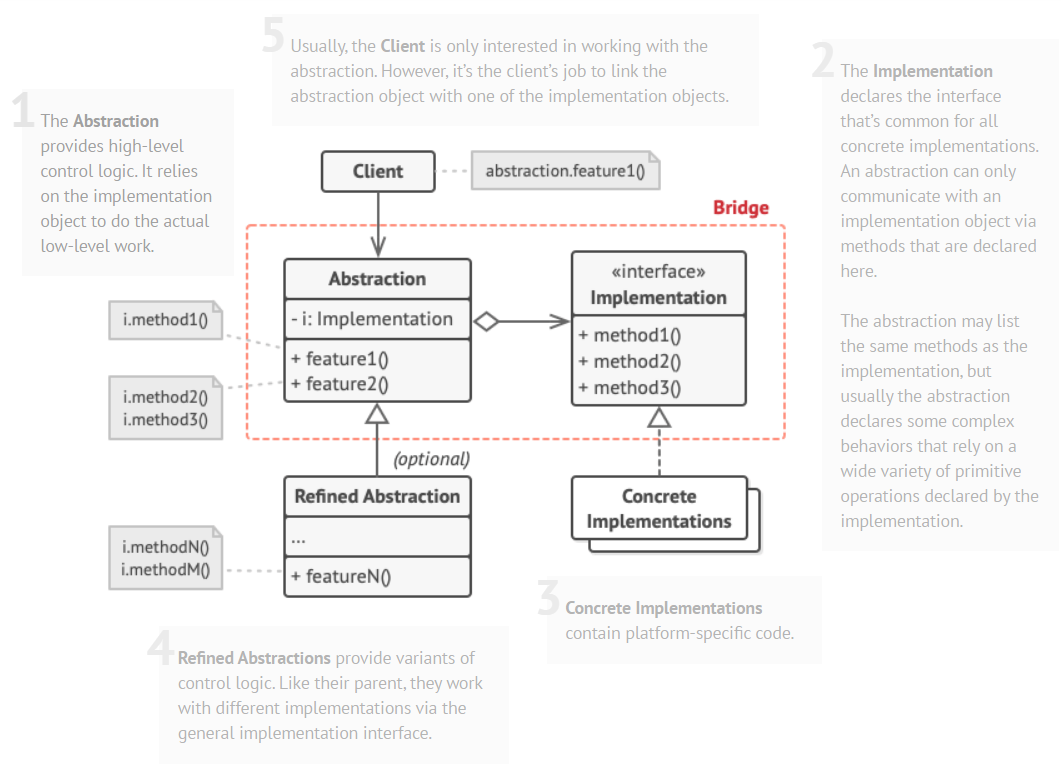 5
Usually, the Client is only interested in working with the
abstraction. However, it's the client's job to link the
abstraction object with one of the implementation objects.
2
The Implementation
declares the interface
that's common for all
concrete implementations.
An abstraction can only
communicate with an
implementation object via
methods that are declared
here.
The abstraction may list
the same methods as the
implementation, but
usually the abstraction
declares some complex
behaviors that rely on a
wide variety of primitive
operations declared by the
implementation.
1
The Abstraction
provides high-level
control logic. It relies
on the implementation
object to do the actual
low-level work.
Client
abstraction.feature1()
Bridge
Abstraction
- i: Implementation
+ feature1()
+ feature2()
«interface»
Implementation
+ method1()
+ method2()
+ method3()
i.method1()
i.method2()
i.method3()
(optional)
Refined Abstraction
...
+ featureN()
Concrete
Implementations
i.methodN()
i.methodM()
3
Concrete Implementations
contain platform-specific code.
4
Refined Abstractions provide variants of
control logic. Like their parent, they work
with different implementations via the
general implementation interface.